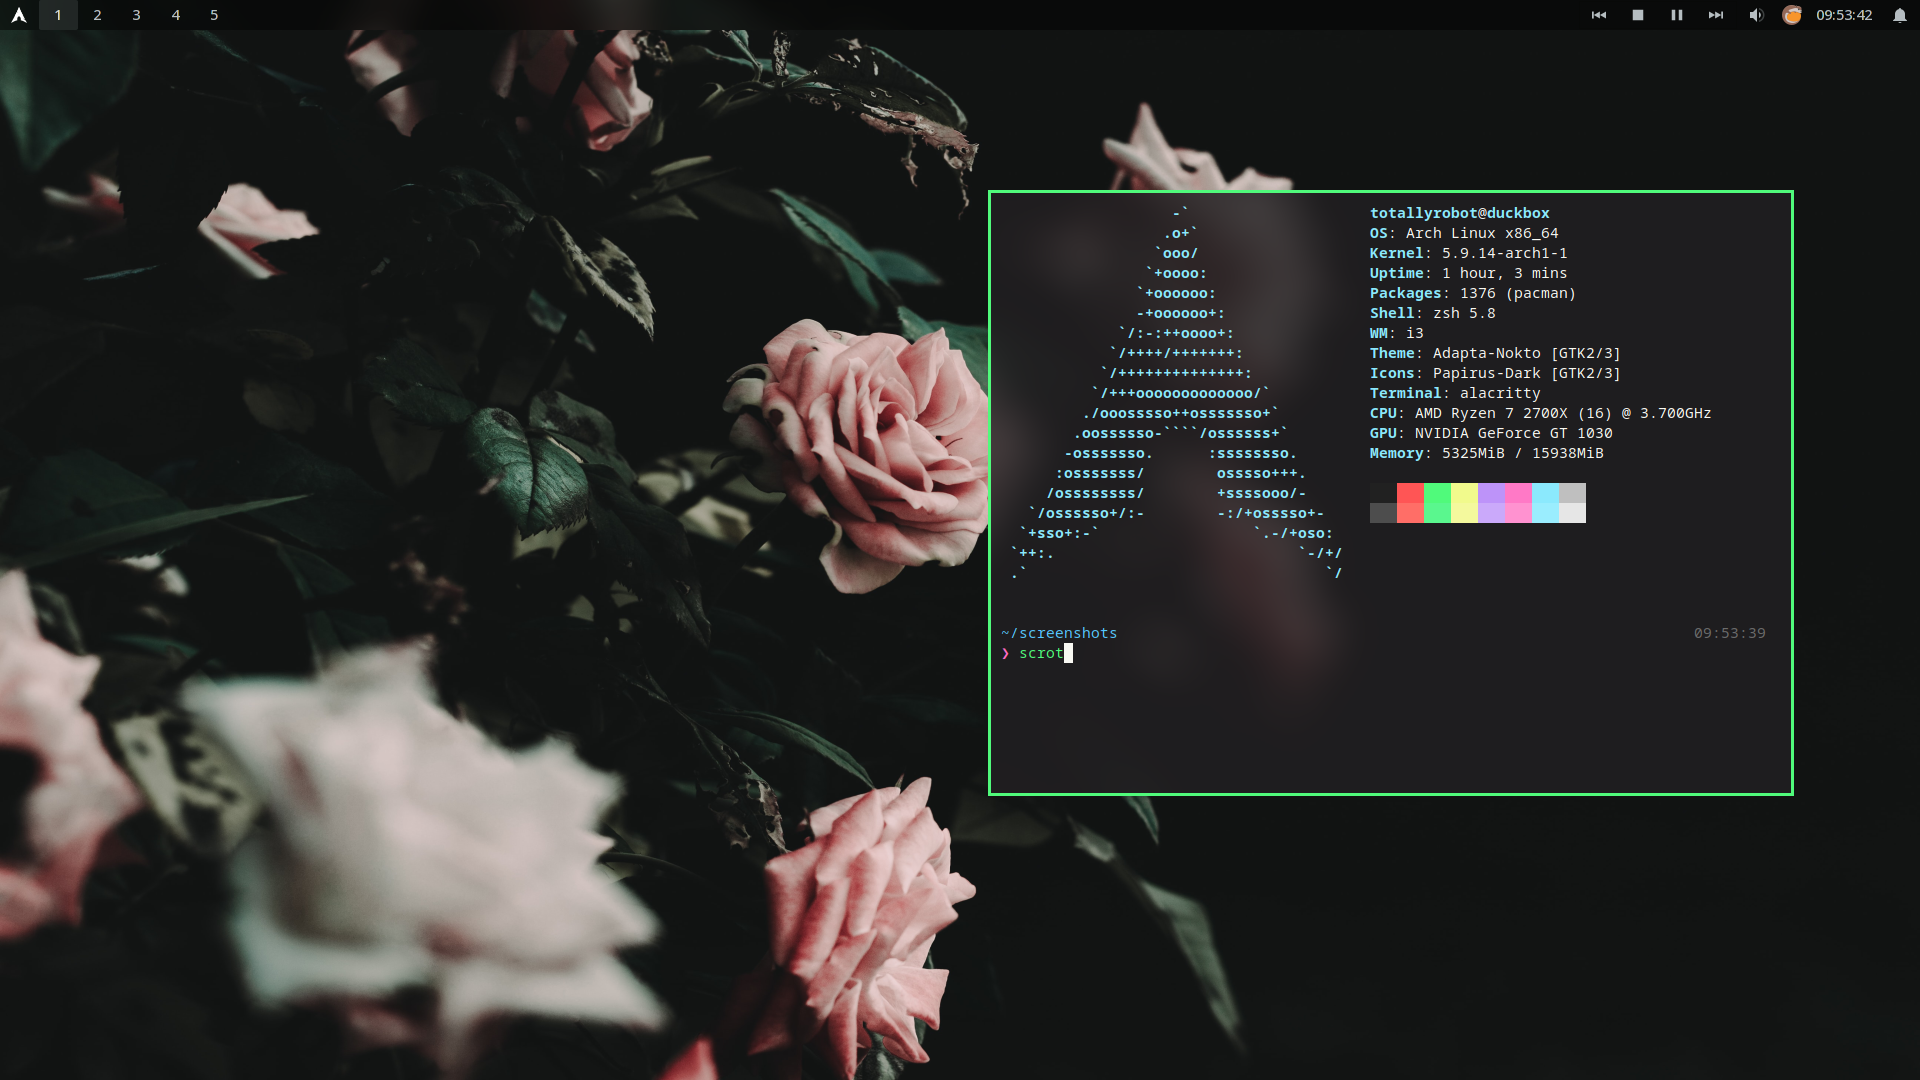 1 2 3 4 5 09:53:42
-`
.o+`
`ooo/
`+oooo:
`+oooooo:
-+oooooo+:
`/:-:++oooo+:
`/++++/+++++++:
`/++++++++++++++:
`/+++ooooooooooooo/`
./ooosssso++osssssso+`
.oossssso-````/ossssss+`
-osssssso. :ssssssso.
:osssssss/ osssso+++.
/ossssssss/ +ssssooo/-
`/ossssso+/:- -:/+osssso+-
`+sso+:-` `.-/+oso:
`++:. `-/+/
.` `/
totallyrobot@duckbox
OS: Arch Linux x86_64
Kernel: 5.9.14-arch1-1
Uptime: 1 hour, 3 mins
Packages: 1376 (pacman)
Shell: zsh 5.8
WM: i3
Theme: Adapta-Nokto [GTK2/3]
Icons: Papirus-Dark [GTK2/3]
Terminal: alacritty
CPU: AMD Ryzen 7 2700X (16) @ 3.700GHz
GPU: NVIDIA GeForce GT 1030
Memory: 5325MiB / 15938MiB
~/screenshots 09:53:39
❯ scrot